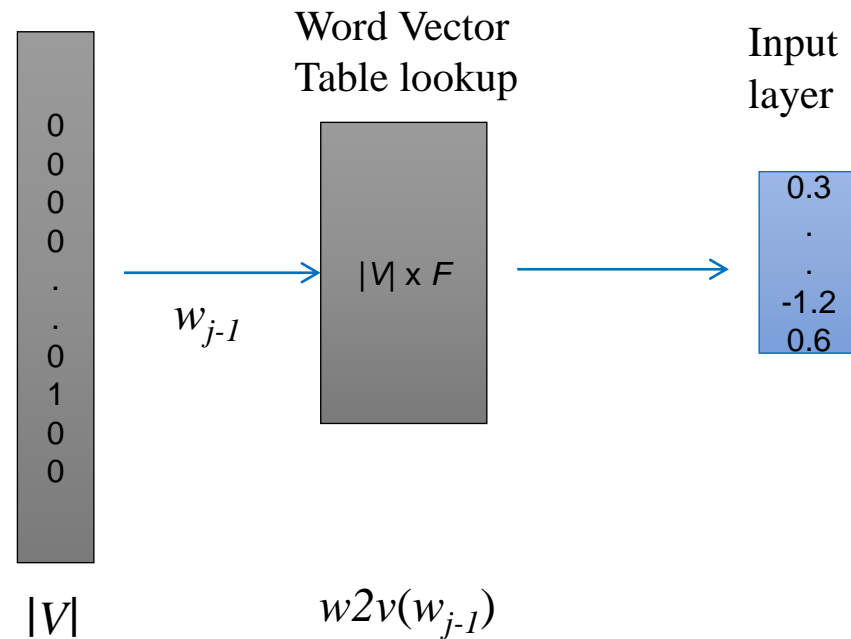 Word Vector
Table lookup
Input
layer
0
0
0
0
.
.
0
1
0
0
w_{j-1}
|V| x F
0.3
.
.
-1.2
0.6
|V|
w2v(w_{j-1})